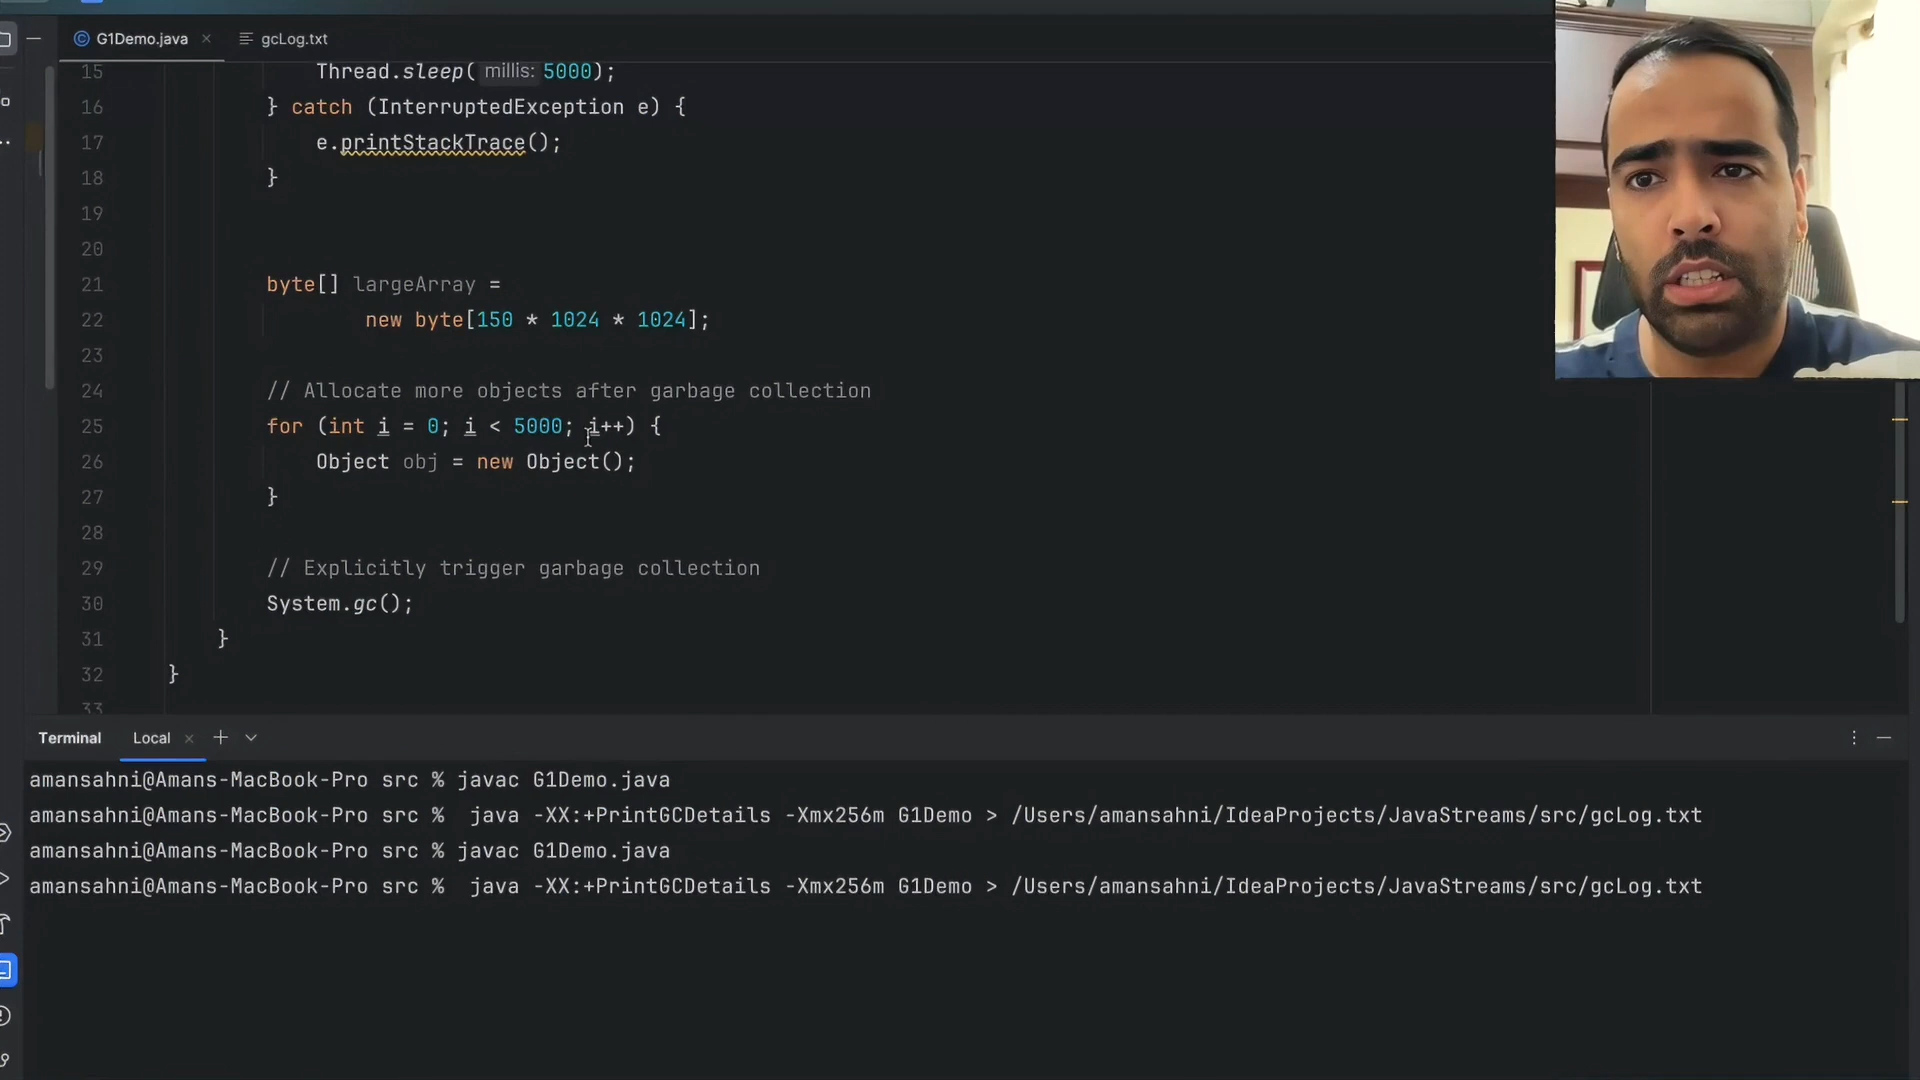 G1Demo.java
gcLog.txt
15 Thread.sleep( millis: 5000);
16 } catch (InterruptedException e) {
17 e.printStackTrace();
18 }
19
20
21 byte[] largeArray =
22 new byte[150 * 1024 * 1024];
23
24 // Allocate more objects after garbage collection
25 for (int i = 0; i < 5000; i++) {
26 Object obj = new Object();
27 }
28
29 // Explicitly trigger garbage collection
30 System.gc();
31 }
32 }
33
Terminal Local
amansahni@Amans-MacBook-Pro src % javac G1Demo.java
amansahni@Amans-MacBook-Pro src %  java -XX:+PrintGCDetails -Xmx256m G1Demo > /Users/amansahni/IdeaProjects/JavaStreams/src/gcLog.txt
amansahni@Amans-MacBook-Pro src % javac G1Demo.java
amansahni@Amans-MacBook-Pro src %  java -XX:+PrintGCDetails -Xmx256m G1Demo > /Users/amansahni/IdeaProjects/JavaStreams/src/gcLog.txt